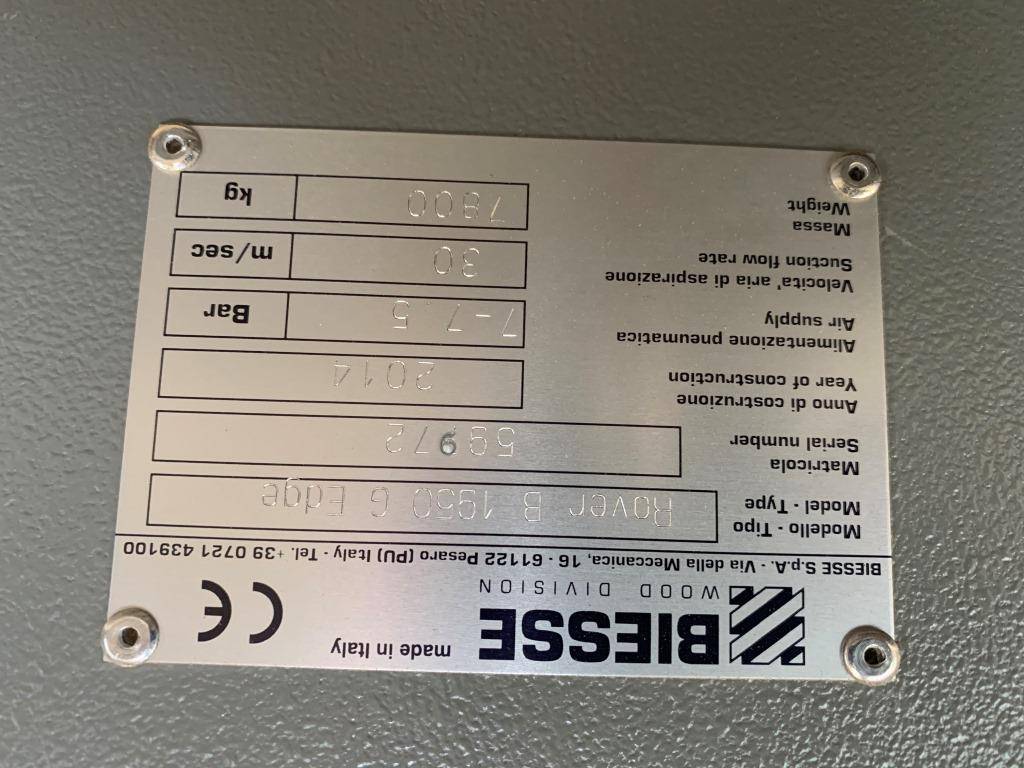 BIESSE made in Italy CE
WOOD DIVISION
BIESSE S.p.A. - Via della Meccanica, 16 - 61122 Pesaro (PU) Italy - Tel. +39 0721 439100
Modello - Tipo
Model - Type
Rover B 1950 G Edge
Matricola
Serial number
59972
Anno di costruzione
Year of construction
2014
Alimentazione pneumatica
Air supply
7-7.5 Bar
Velocita' aria di aspirazione
Suction flow rate
30 m/sec
Massa
Weight
7800 kg